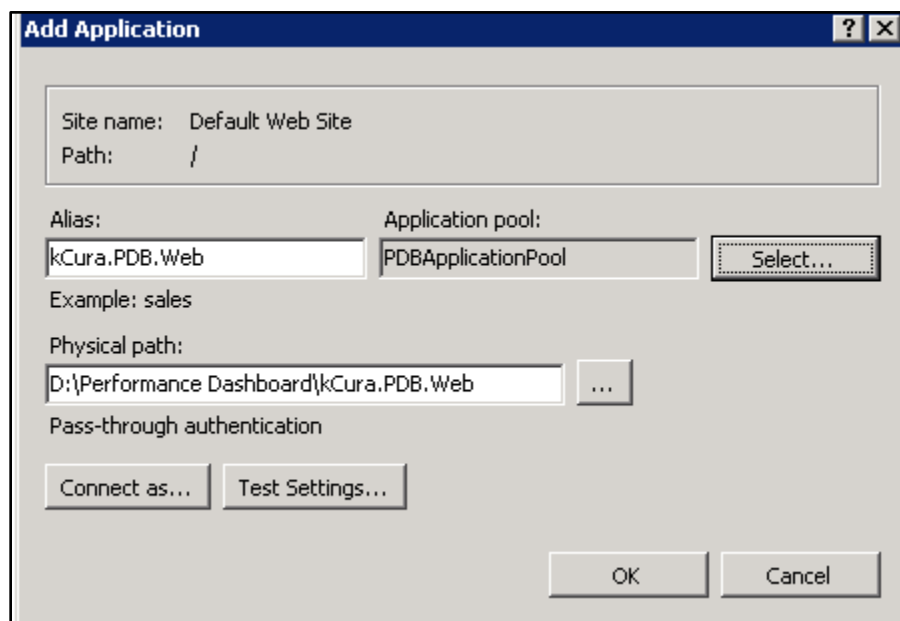 Add Application
Site name: Default Web Site
Path: /
Alias: Application pool:
kCura.PDB.Web PDBApplicationPool Select...
Example: sales
Physical path:
D:\Performance Dashboard\kCura.PDB.Web ...
Pass-through authentication
Connect as... Test Settings...
OK Cancel